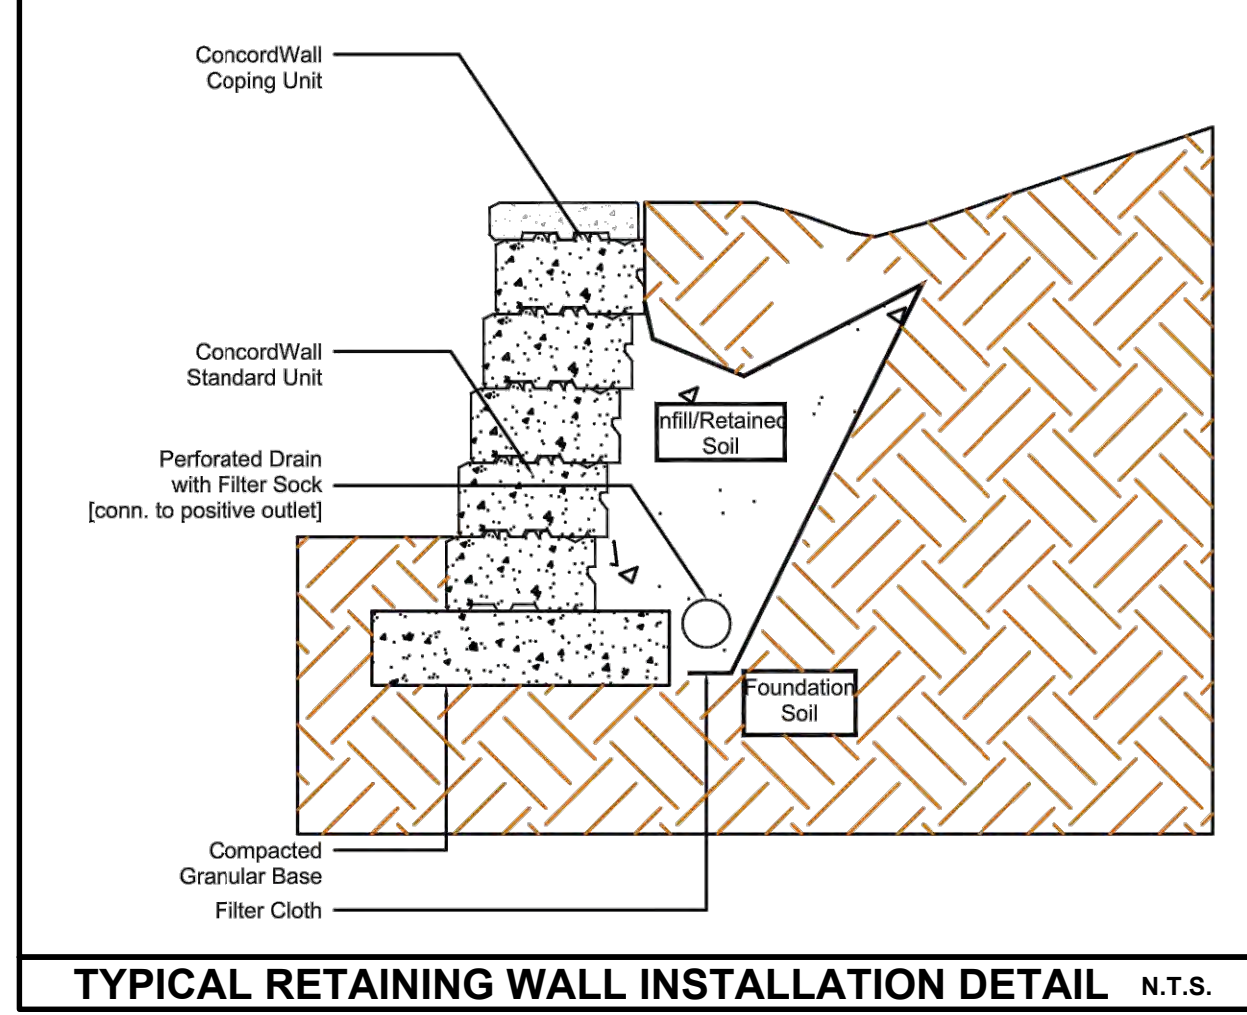 ConcordWall
Coping Unit
ConcordWall
Standard Unit
nfill/Retained
Soil
Perforated Drain
with Filter Sock
[conn. to positive outlet]
Foundation
Soil
Compacted
Granular Base
Filter Cloth
TYPICAL RETAINING WALL INSTALLATION DETAIL N.T.S.